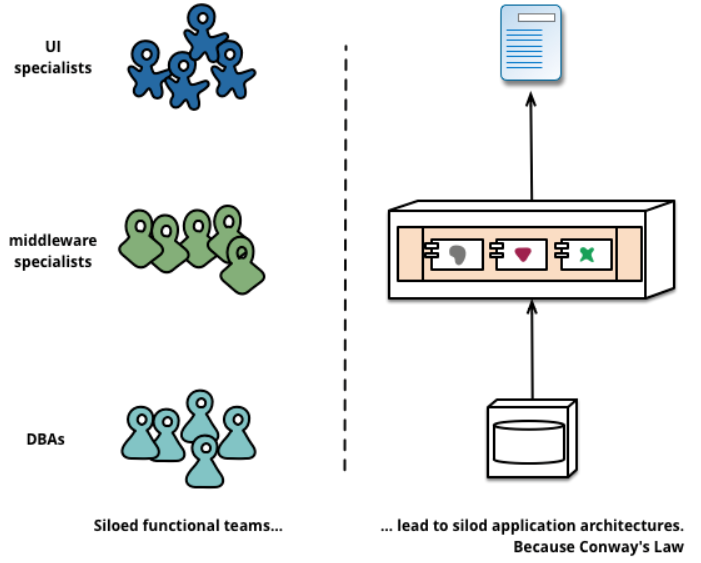 UI
specialists
middleware
specialists
DBAs
Siloed functional teams...
... lead to silod application architectures.
Because Conway's Law